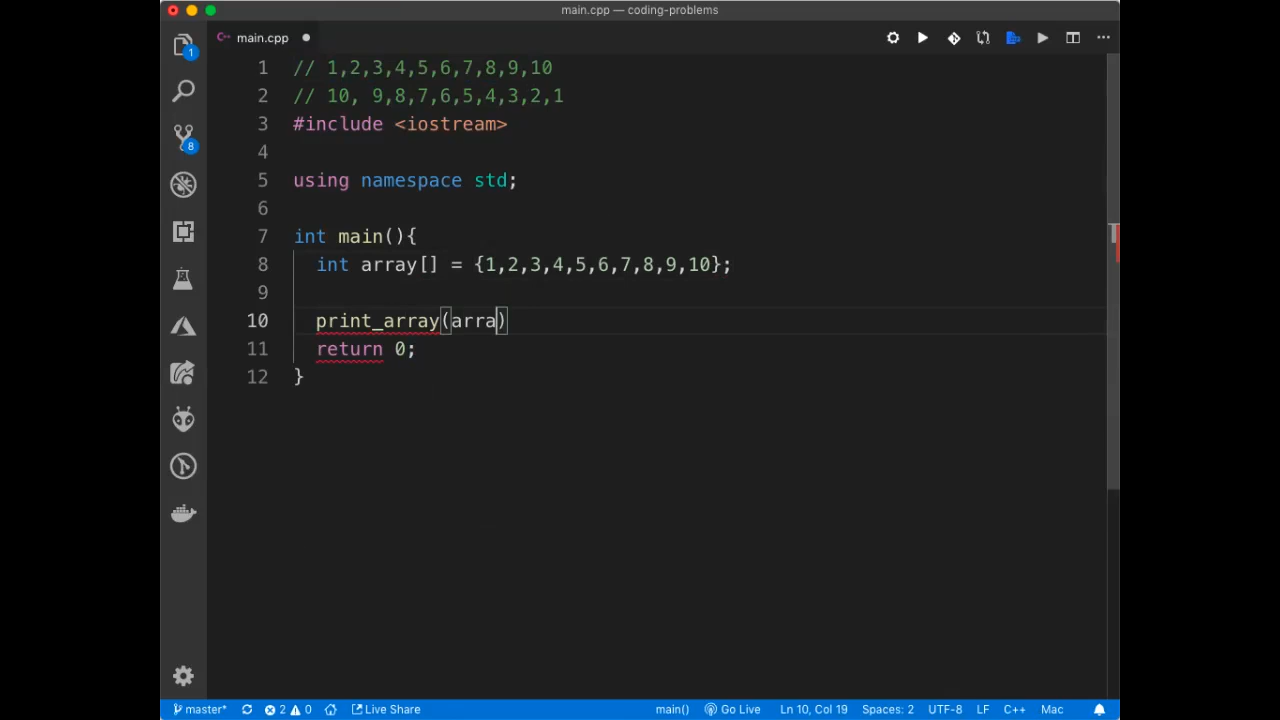 main.cpp — coding-problems
main.cpp
1 // 1,2,3,4,5,6,7,8,9,10
2 // 10, 9,8,7,6,5,4,3,2,1
3 #include <iostream>
4
5 using namespace std;
6
7 int main(){
8 int array[] = {1,2,3,4,5,6,7,8,9,10};
9
10 print_array(arra)
11 return 0;
12 }
1
8
master* 2 0 Live Share main() Go Live Ln 10, Col 19 Spaces: 2 UTF-8 LF C++ Mac